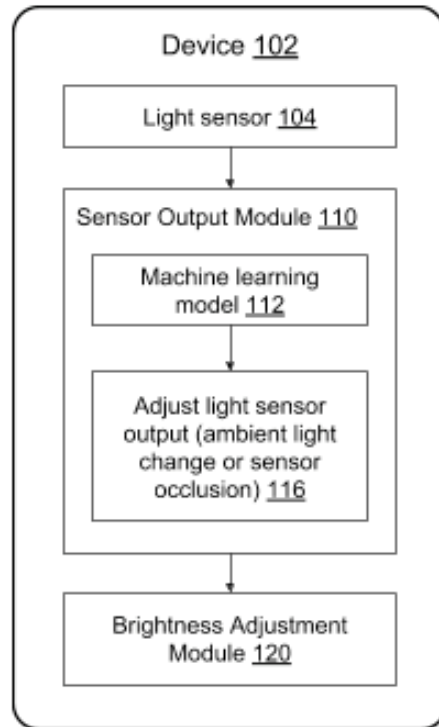 Device 102
Light sensor 104
Sensor Output Module 110
Machine learning
model 112
Adjust light sensor
output (ambient light
change or sensor
occlusion) 116
Brightness Adjustment
Module 120